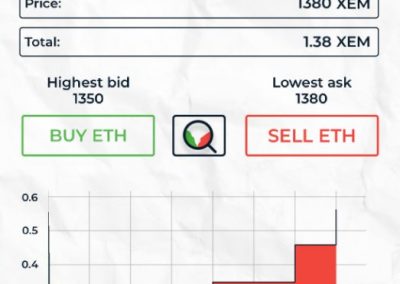 Price: 1380 XEM
Total: 1.38 XEM
Highest bid Lowest ask
1350 1380
BUY ETH SELL ETH
0.6
0.5
0.4